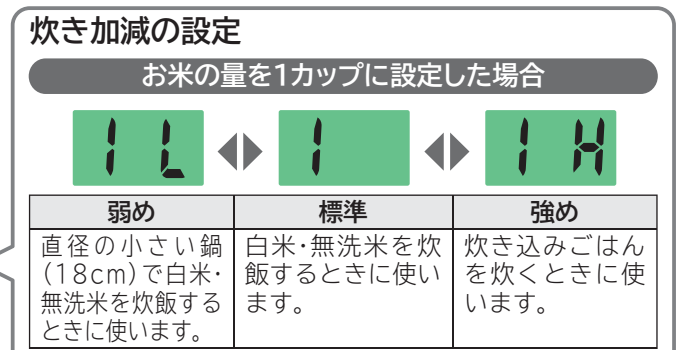 炊き加減の設定
お米の量を1カップに設定した場合
1 L 1 1 H
弱め 標準 強め
直径の小さい鍋
(18cm)で白米・
無洗米を炊飯する
ときに使います。
白米・無洗米を炊
飯するときに使い
ます。
炊き込みごはん
を炊くときに使
います。